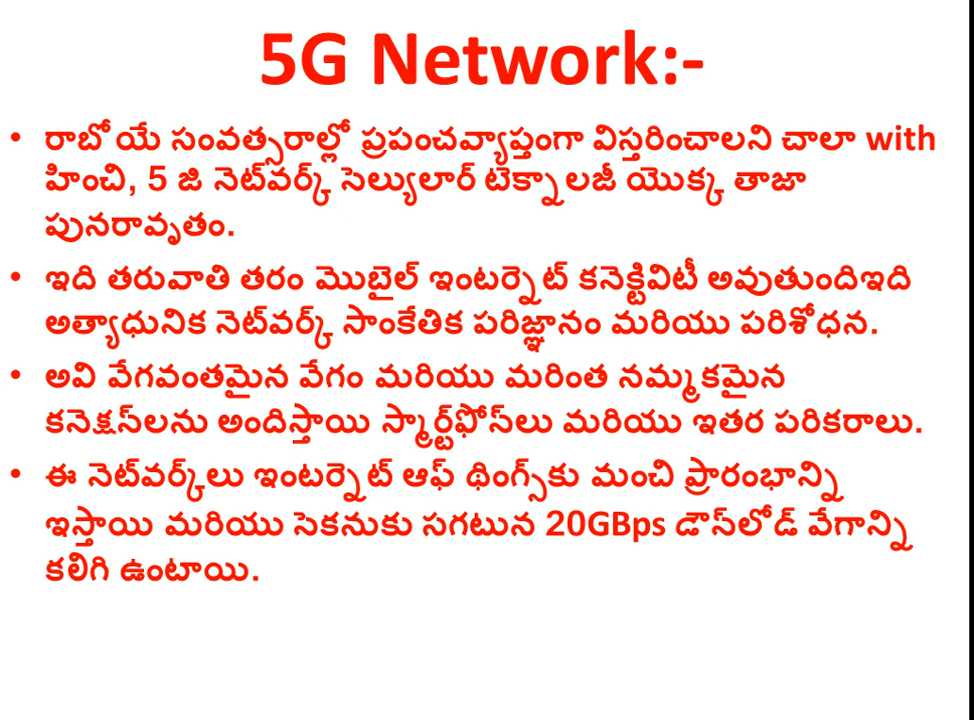 5G Network:-
• రాబోయే సంవత్సరాల్లో ప్రపంచవ్యాప్తంగా విస్తరించాలని చాలా with
హించి, 5 జి నెట్‌వర్క్ సెల్యులార్ టెక్నాలజీ యొక్క తాజా
పునరావృతం.
• ఇది తరువాతి తరం మొబైల్ ఇంటర్నెట్ కనెక్టివిటీ అవుతుందిఇది
అత్యాధునిక నెట్‌వర్క్ సాంకేతిక పరిజ్ఞానం మరియు పరిశోధన.
• అవి వేగవంతమైన వేగం మరియు మరింత నమ్మకమైన
కనెక్షన్‌లను అందిస్తాయి స్మార్ట్‌ఫోన్‌లు మరియు ఇతర పరికరాలు.
• ఈ నెట్‌వర్క్‌లు ఇంటర్నెట్ ఆఫ్ థింగ్స్‌కు మంచి ప్రారంభాన్ని
ఇస్తాయి మరియు సెకనుకు సగటున 20GBps డౌన్‌లోడ్ వేగాన్ని
కలిగి ఉంటాయి.